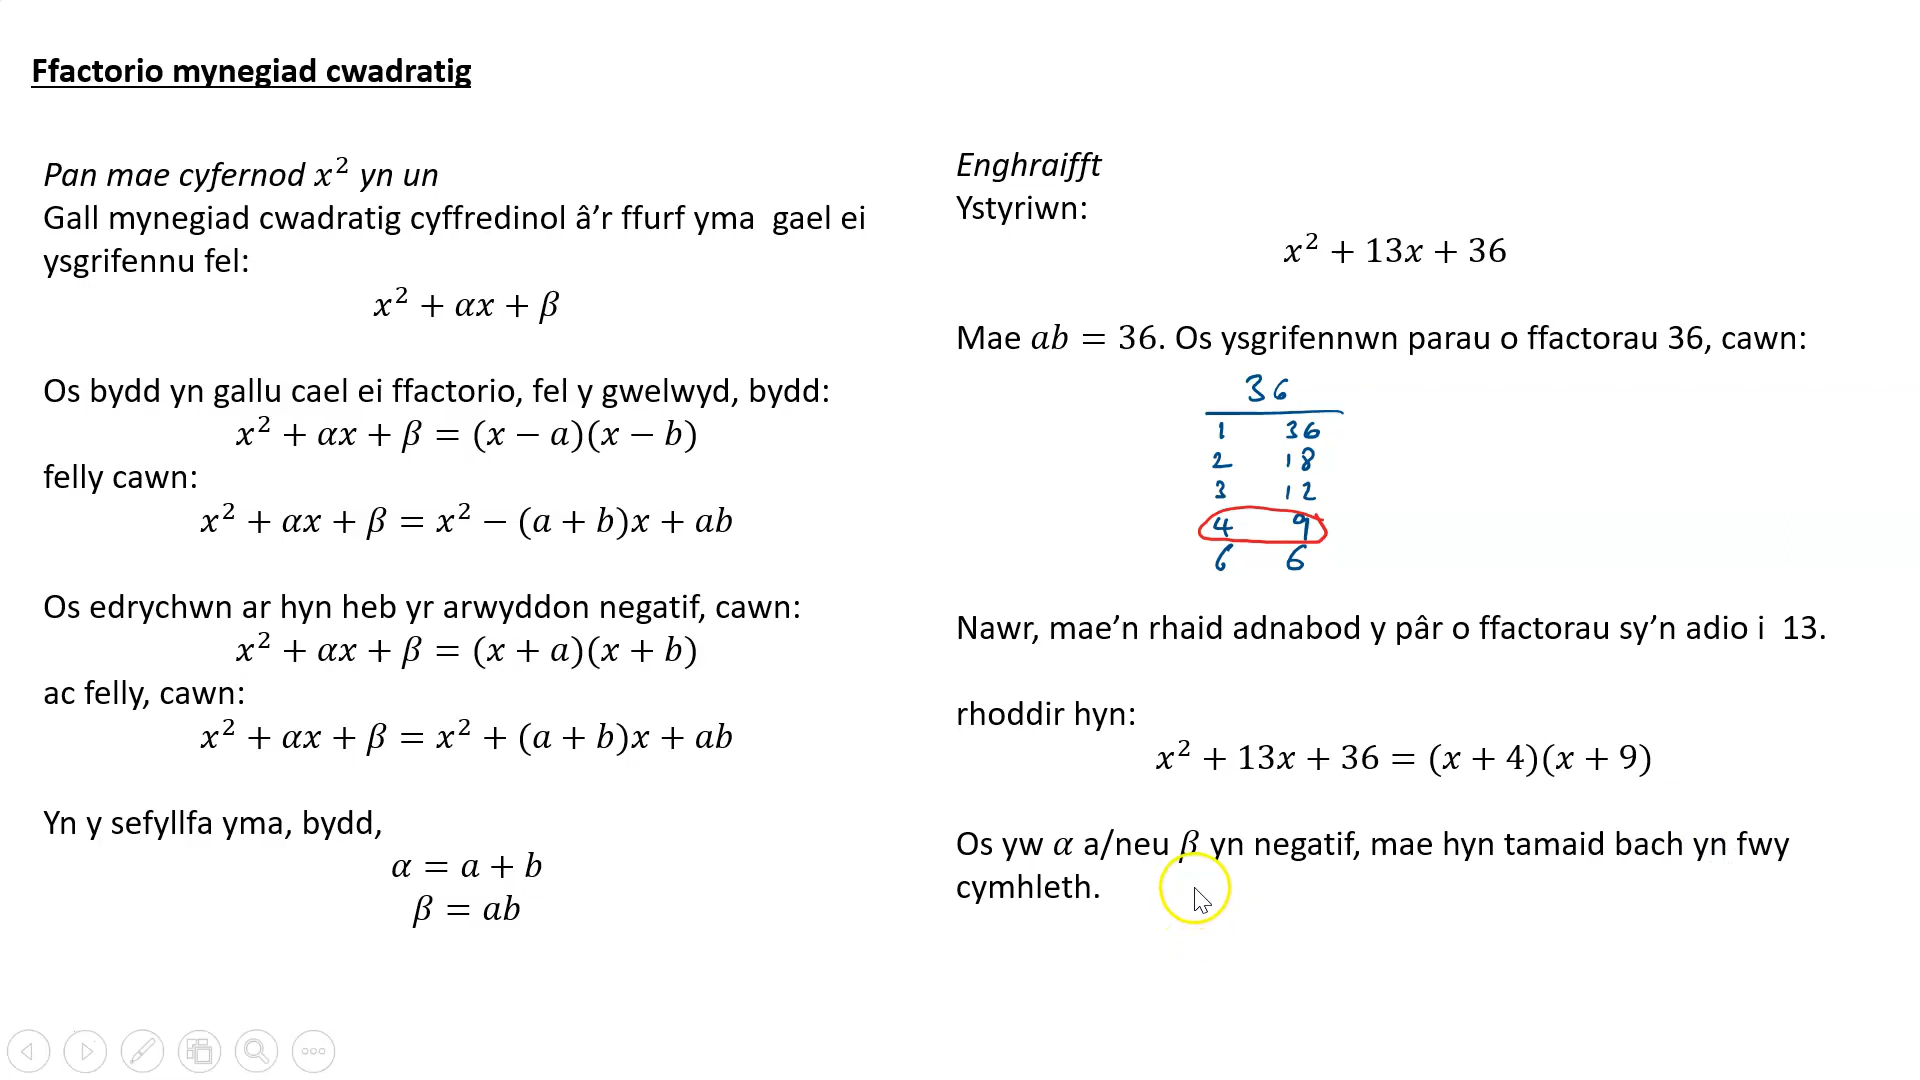 Ffactorio mynegiad cwadratig
Pan mae cyfernod x² yn un
Gall mynegiad cwadratig cyffredinol â’r ffurf yma gael ei
ysgrifennu fel:
x² + αx + β
Os bydd yn gallu cael ei ffactorio, fel y gwelwyd, bydd:
x² + αx + β = (x − a)(x − b)
felly cawn:
x² + αx + β = x² − (a + b)x + ab
Os edrychwn ar hyn heb yr arwyddon negatif, cawn:
x² + αx + β = (x + a)(x + b)
ac felly, cawn:
x² + αx + β = x² + (a + b)x + ab
Yn y sefyllfa yma, bydd,
α = a + b
β = ab
Enghraifft
Ystyriwn:
x² + 13x + 36
Mae ab = 36. Os ysgrifennwn parau o ffactorau 36, cawn:
36
1 36
2 18
3 12
4 9
6 6
Nawr, mae’n rhaid adnabod y pâr o ffactorau sy’n adio i 13.
rhoddir hyn:
x² + 13x + 36 = (x + 4)(x + 9)
Os yw α a/neu β yn negatif, mae hyn tamaid bach yn fwy
cymhleth.